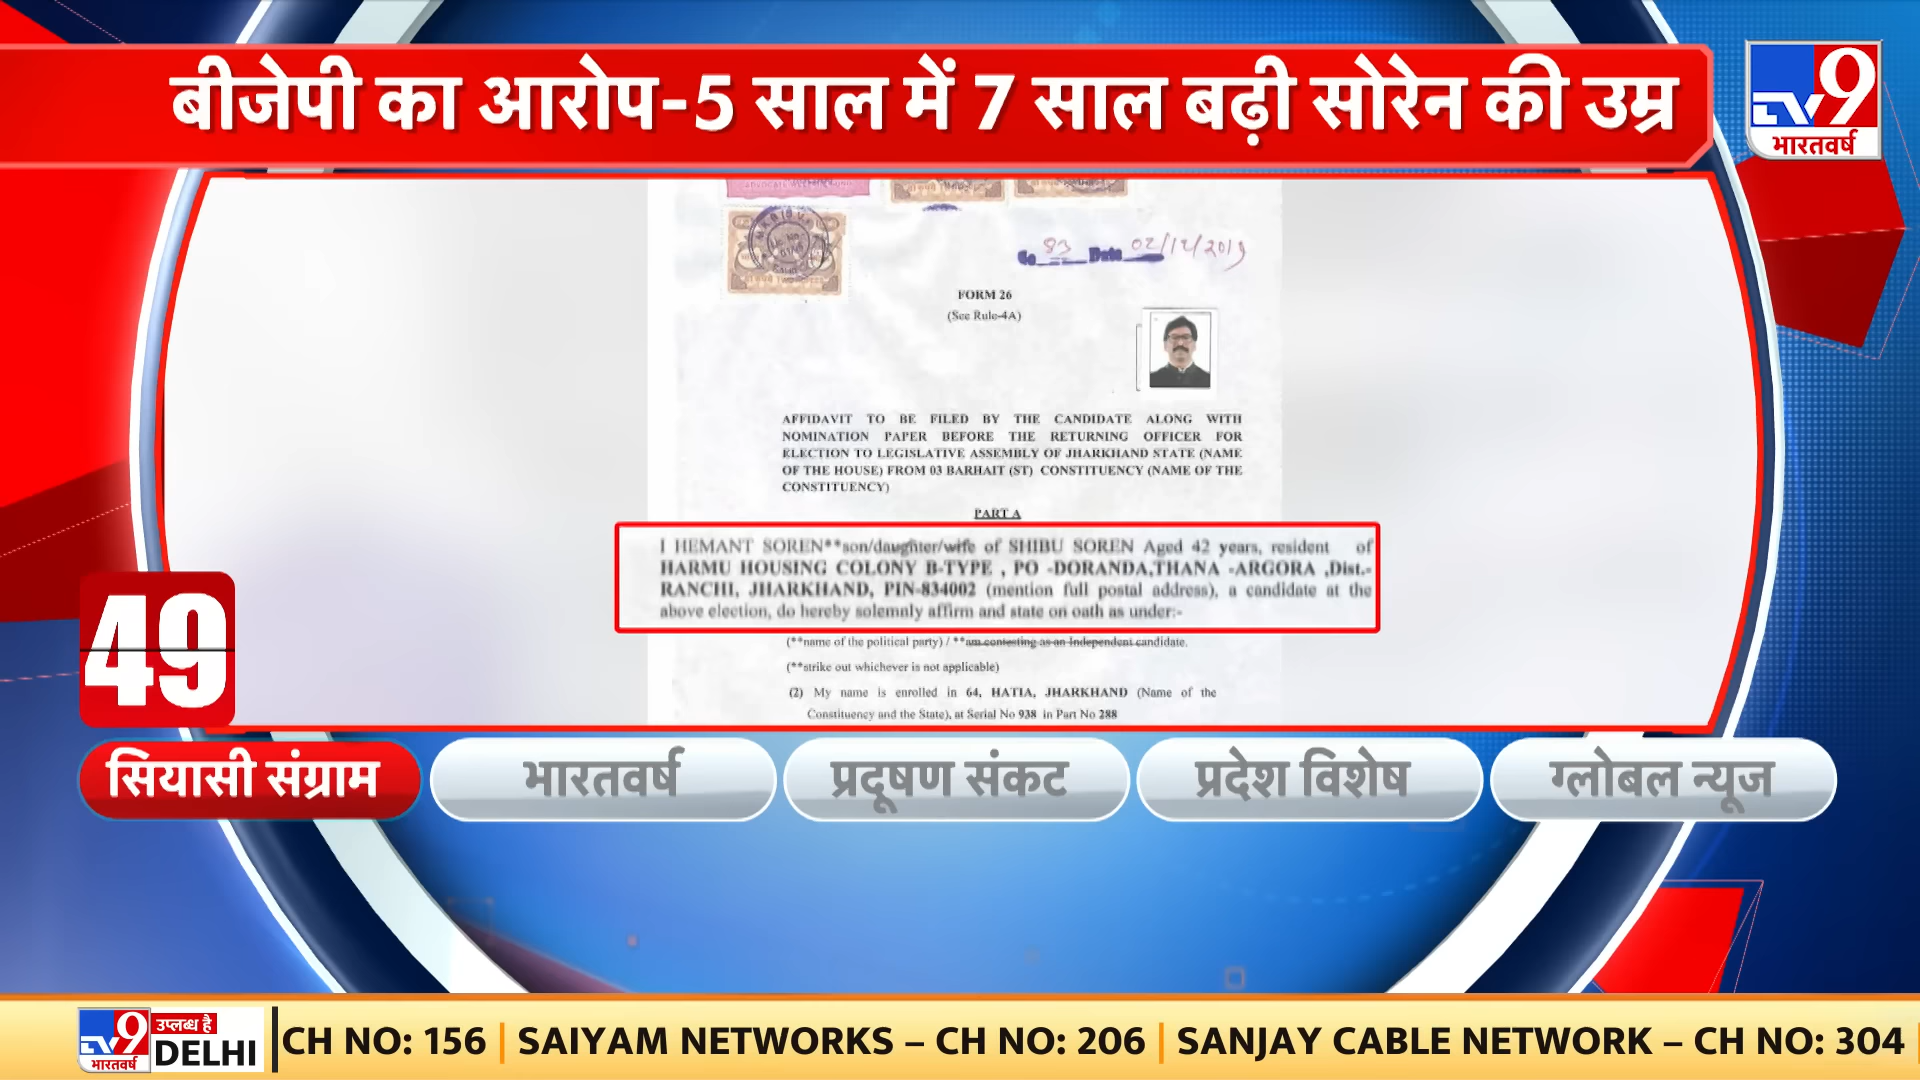 बीजेपी का आरोप-5 साल में 7 साल बढ़ी सोरेन की उम्र
TV9
भारतवर्ष
Co 83 Date 02/12/2019
FORM 26
(See Rule-4A)
AFFIDAVIT TO BE FILED BY THE CANDIDATE ALONG WITH
NOMINATION PAPER BEFORE THE RETURNING OFFICER FOR
ELECTION TO LEGISLATIVE ASSEMBLY OF JHARKHAND STATE (NAME
OF THE HOUSE) FROM 03 BARHAIT (ST) CONSTITUENCY (NAME OF THE
CONSTITUENCY)
PART A
I HEMANT SOREN**son/daughter/wife of SHIBU SOREN Aged 42 years, resident of
HARMU HOUSING COLONY B-TYPE , PO -DORANDA,THANA -ARGORA ,Dist.-
RANCHI, JHARKHAND, PIN-834002 (mention full postal address), a candidate at the
above election, do hereby solemnly affirm and state on oath as under:-
(**name of the political party) / **am contesting as an Independent candidate.
(**strike out whichever is not applicable)
(2) My name is enrolled in 64, HATIA, JHARKHAND (Name of the
Constituency and the State), at Serial No 938 in Part No 288
49
सियासी संग्राम
भारतवर्ष
प्रदूषण संकट
प्रदेश विशेष
ग्लोबल न्यूज
TV9 भारतवर्ष उपलब्ध है DELHI
CH NO: 156 | SAIYAM NETWORKS – CH NO: 206 | SANJAY CABLE NETWORK – CH NO: 304